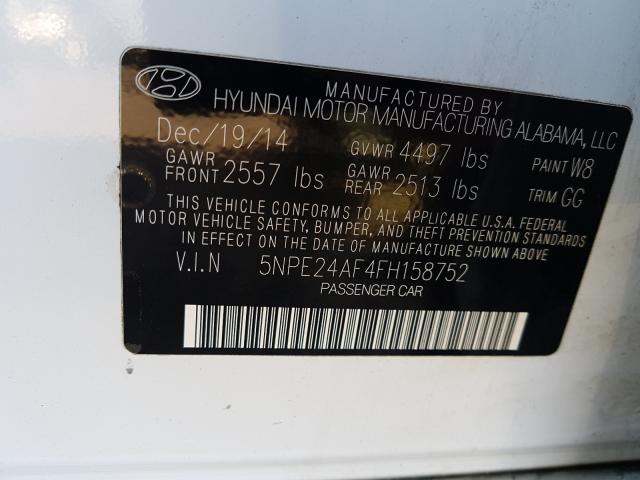 MANUFACTURED BY
HYUNDAI MOTOR MANUFACTURING ALABAMA, LLC
Dec/19/14 GVWR 4497 lbs PAINT W8
GAWR FRONT 2557 lbs GAWR REAR 2513 lbs TRIM GG
THIS VEHICLE CONFORMS TO ALL APPLICABLE U.S.A. FEDERAL
MOTOR VEHICLE SAFETY, BUMPER, AND THEFT PREVENTION STANDARDS
IN EFFECT ON THE DATE OF MANUFACTURE SHOWN ABOVE
V.I.N 5NPE24AF4FH158752
PASSENGER CAR